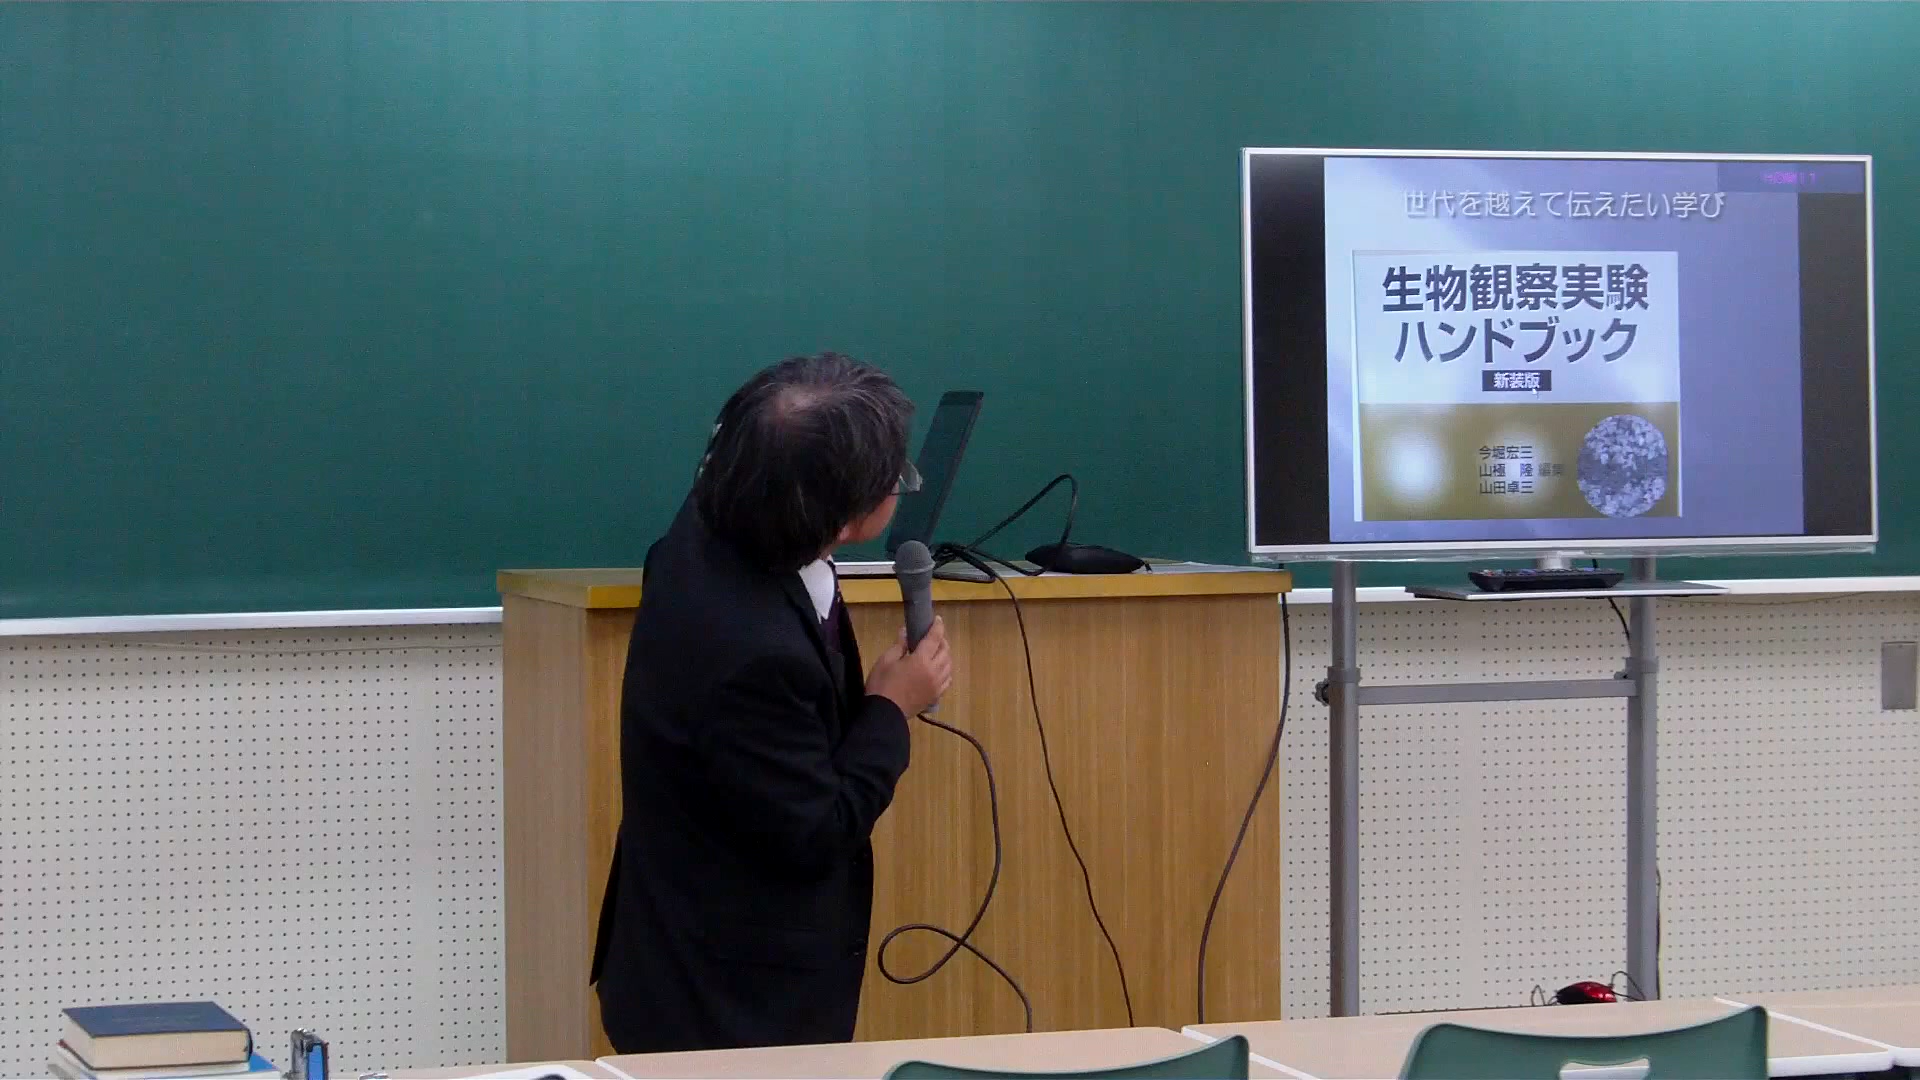 世代を越えて伝えたい学び
生物観察実験
ハンドブック
新装版
今堀宏三
山極 隆 編集
山田卓三